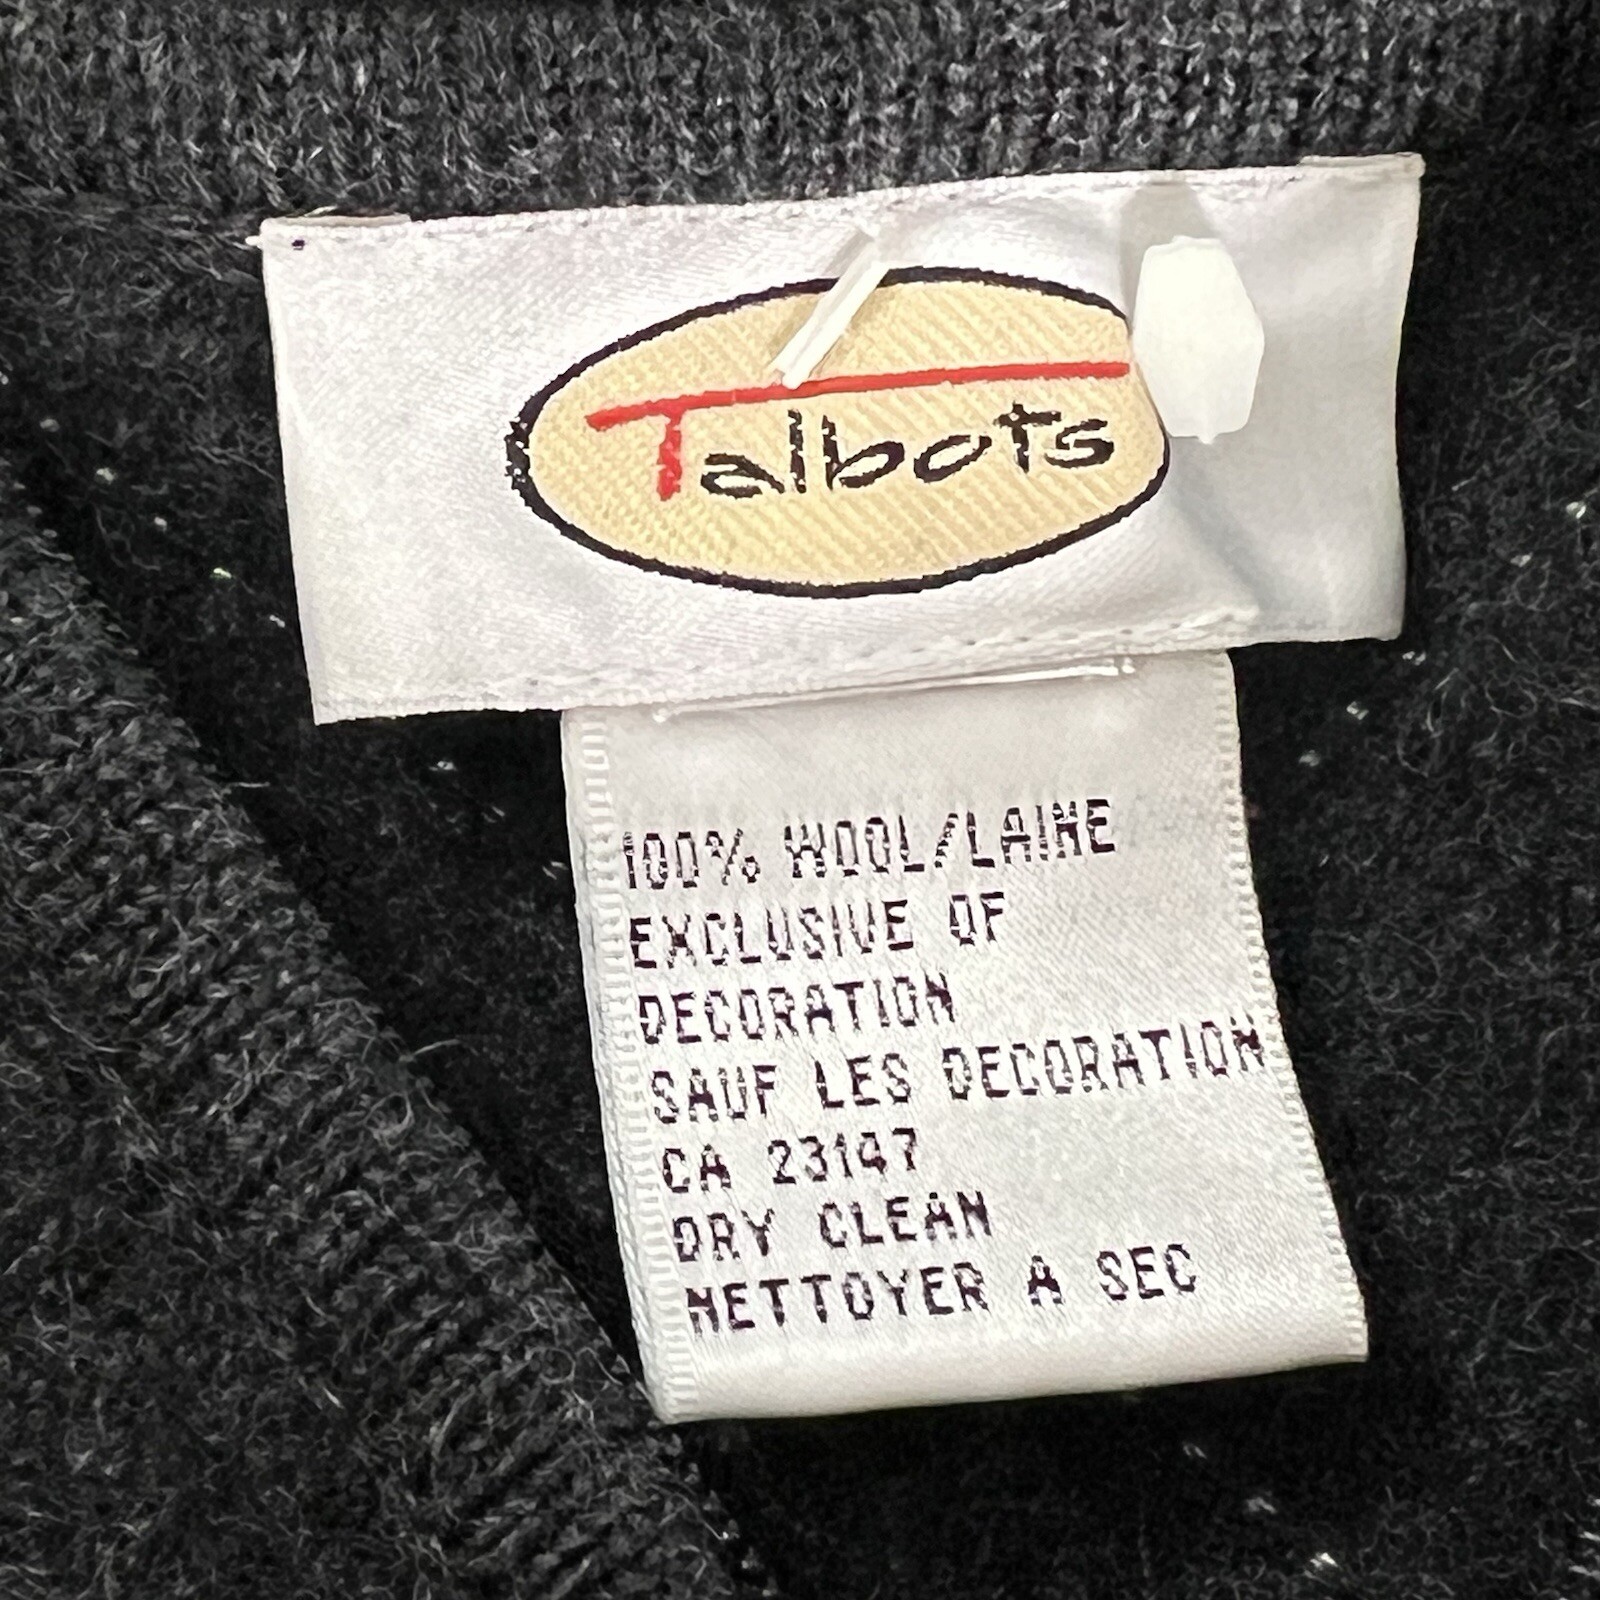 Talbots
100% WOOL/LAINE
EXCLUSIVE OF
DECORATION
SAUF LES DECORATION
CA 23147
DRY CLEAN
NETTOYER A SEC